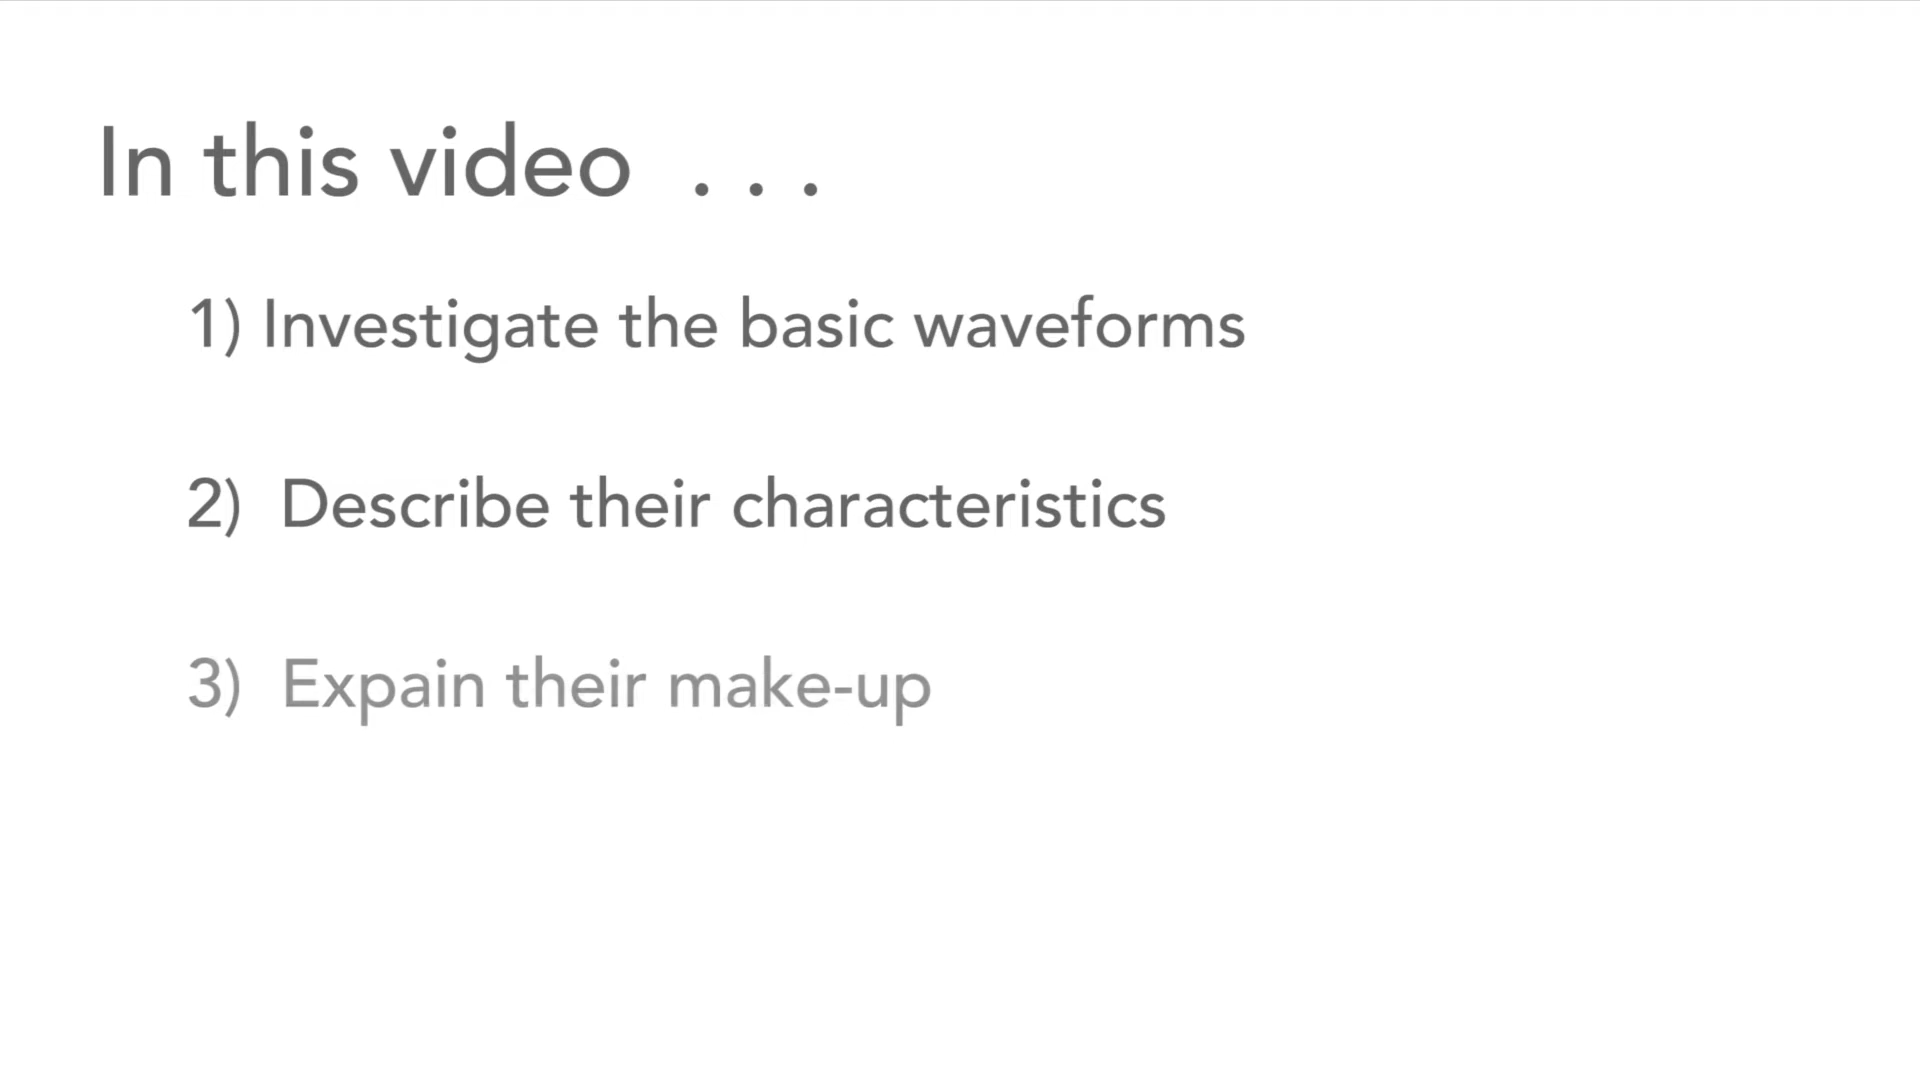 In this video . . .
1) Investigate the basic waveforms
2) Describe their characteristics
3) Expain their make-up